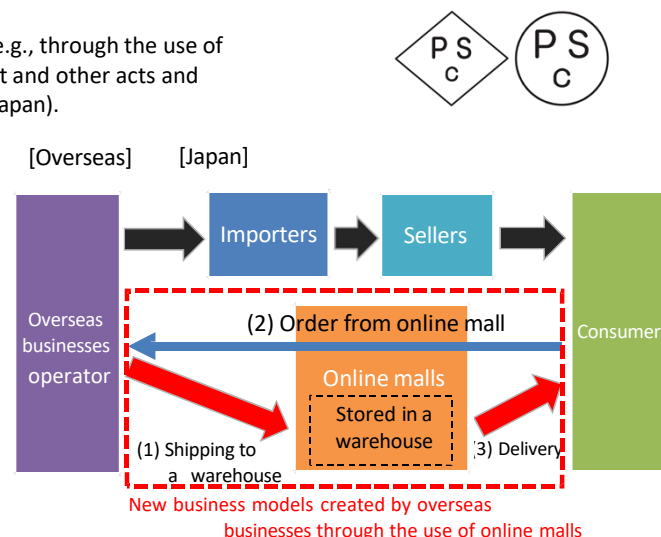 e.g., through the use of
t and other acts and
apan).
P S
C
P S
C
[Overseas] [Japan]
Importers
Sellers
Overseas
businesses
operator
(2) Order from online mall
Consumer
Online malls
Stored in a
warehouse
(1) Shipping to
a warehouse
(3) Delivery
New business models created by overseas
businesses through the use of online malls